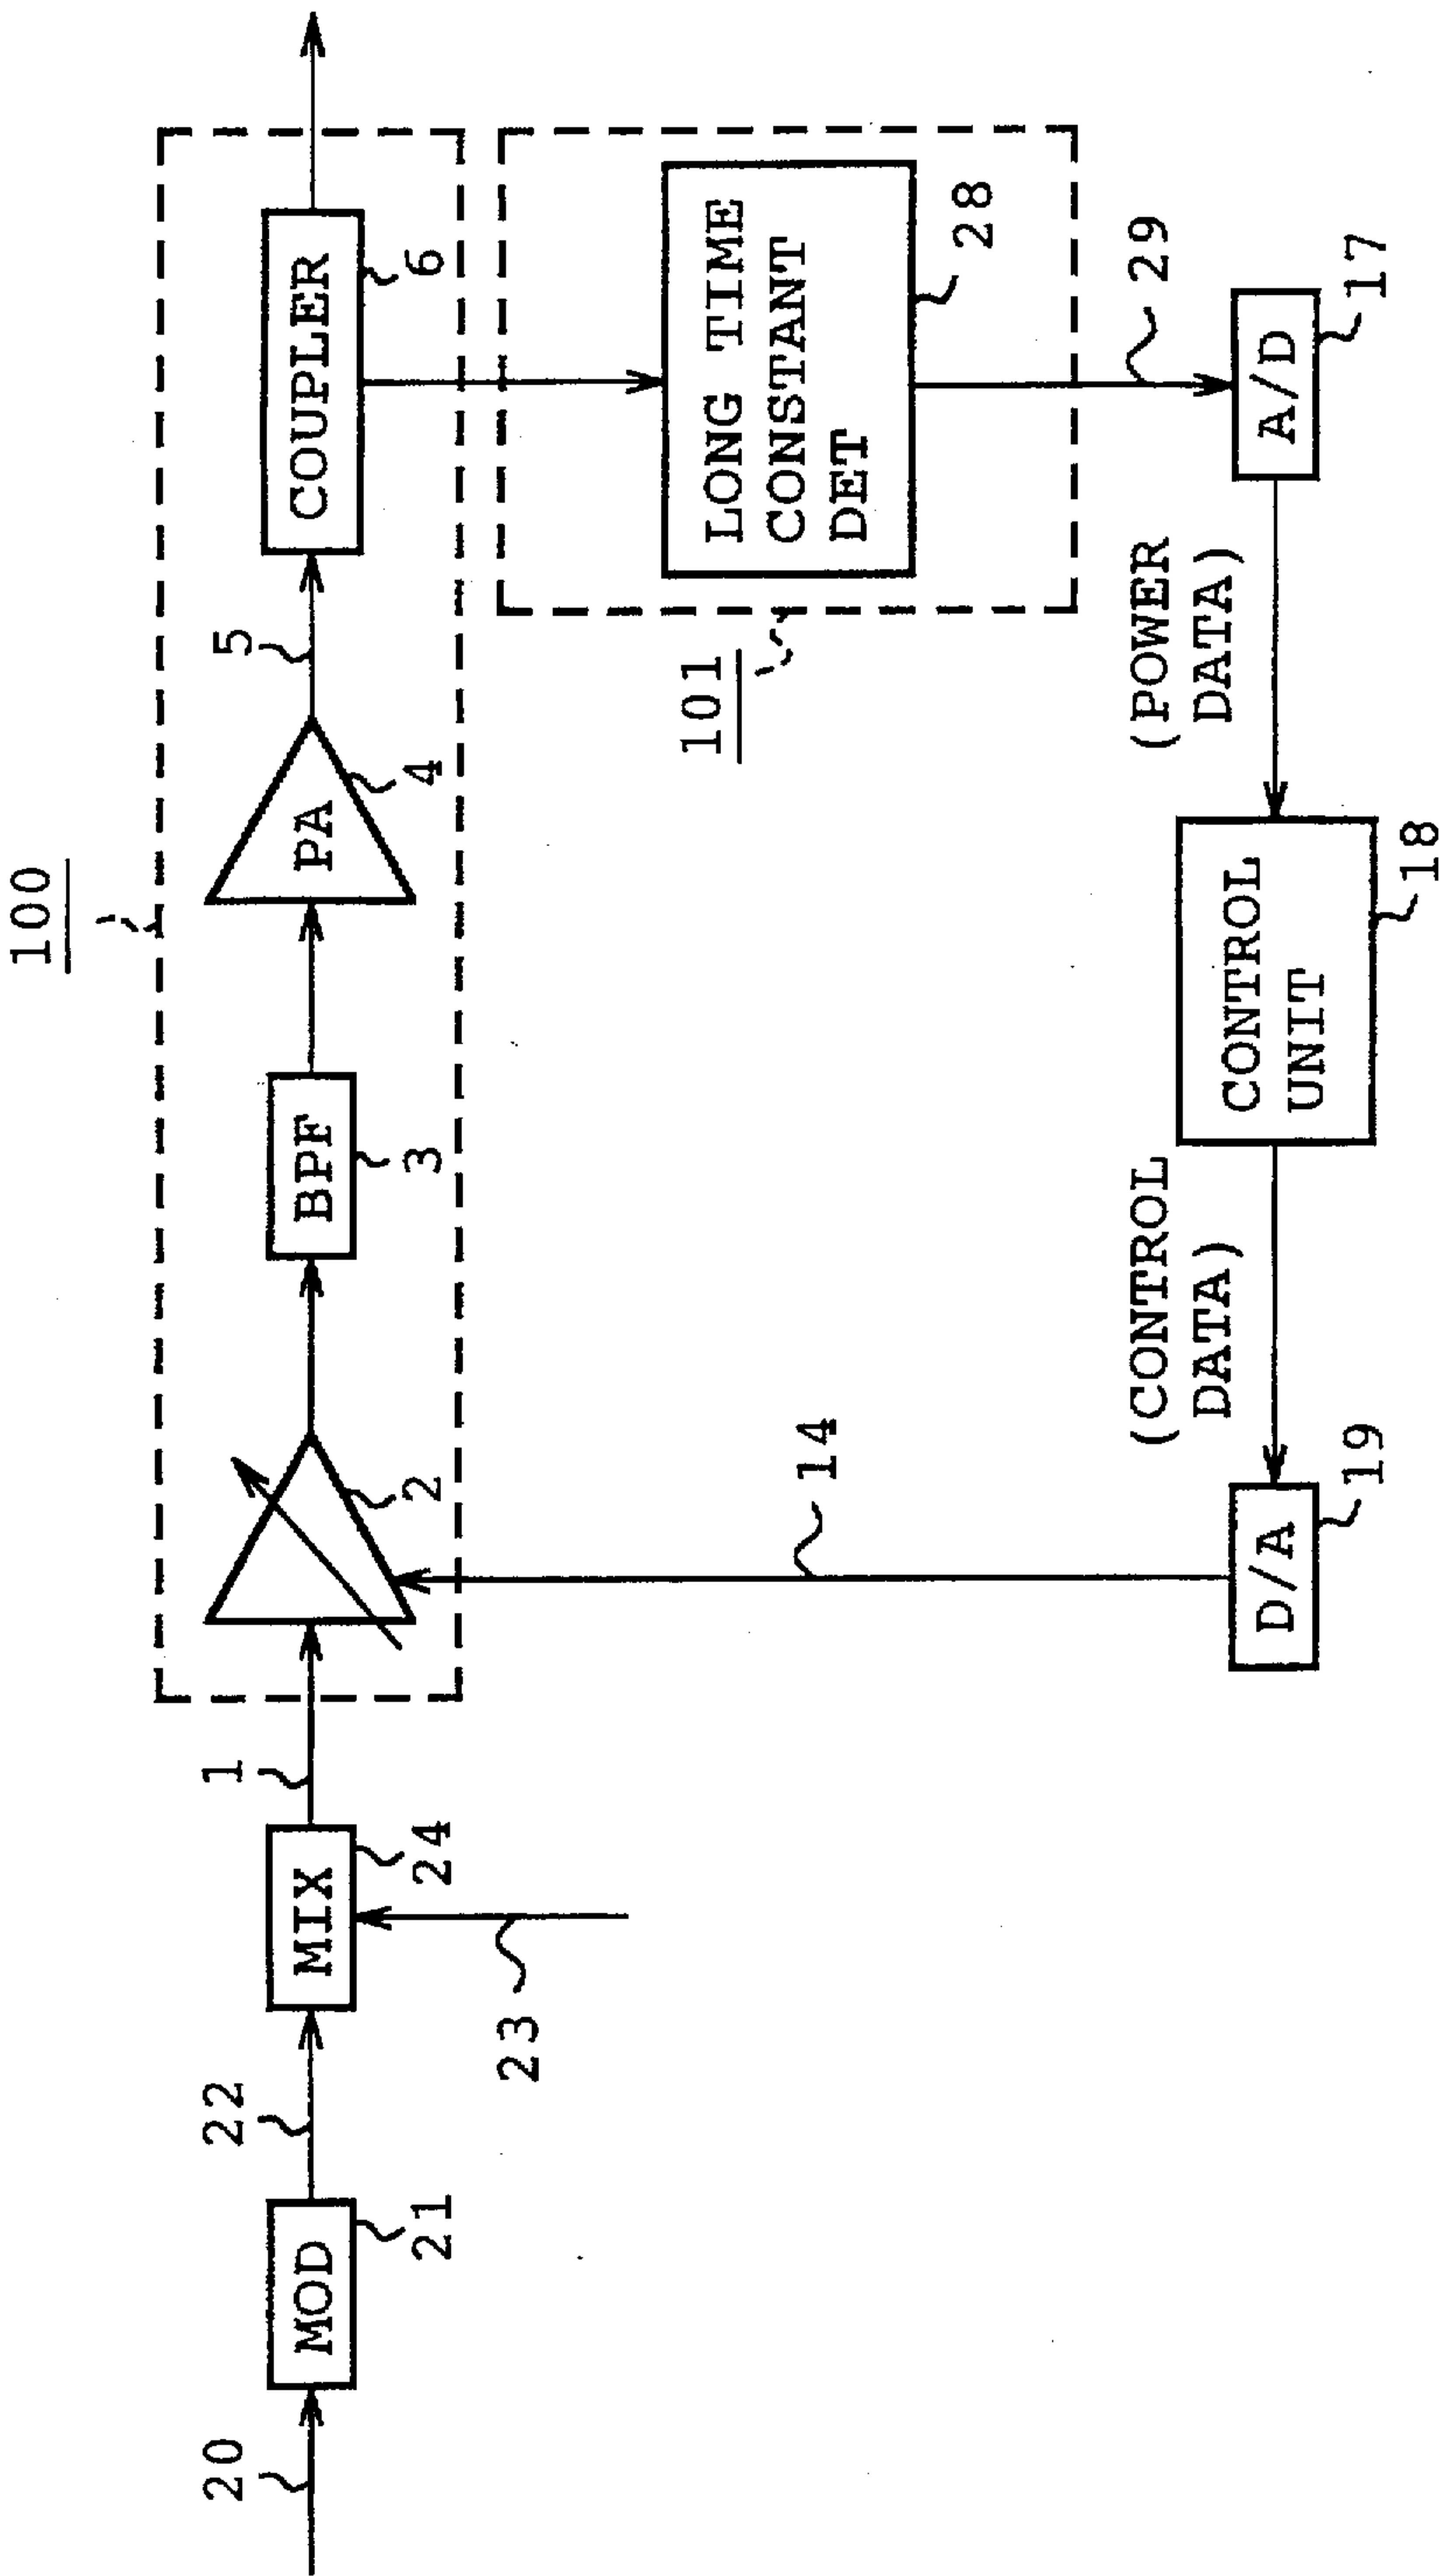 100
20
MOD
21
22
MIX
24
23
1
2
BPF
3
PA
4
5
COUPLER
6
101
LONG TIME
CONSTANT
DET
28
29
14
D/A
19
(CONTROL
DATA)
CONTROL
UNIT
18
(POWER
DATA)
A/D
17